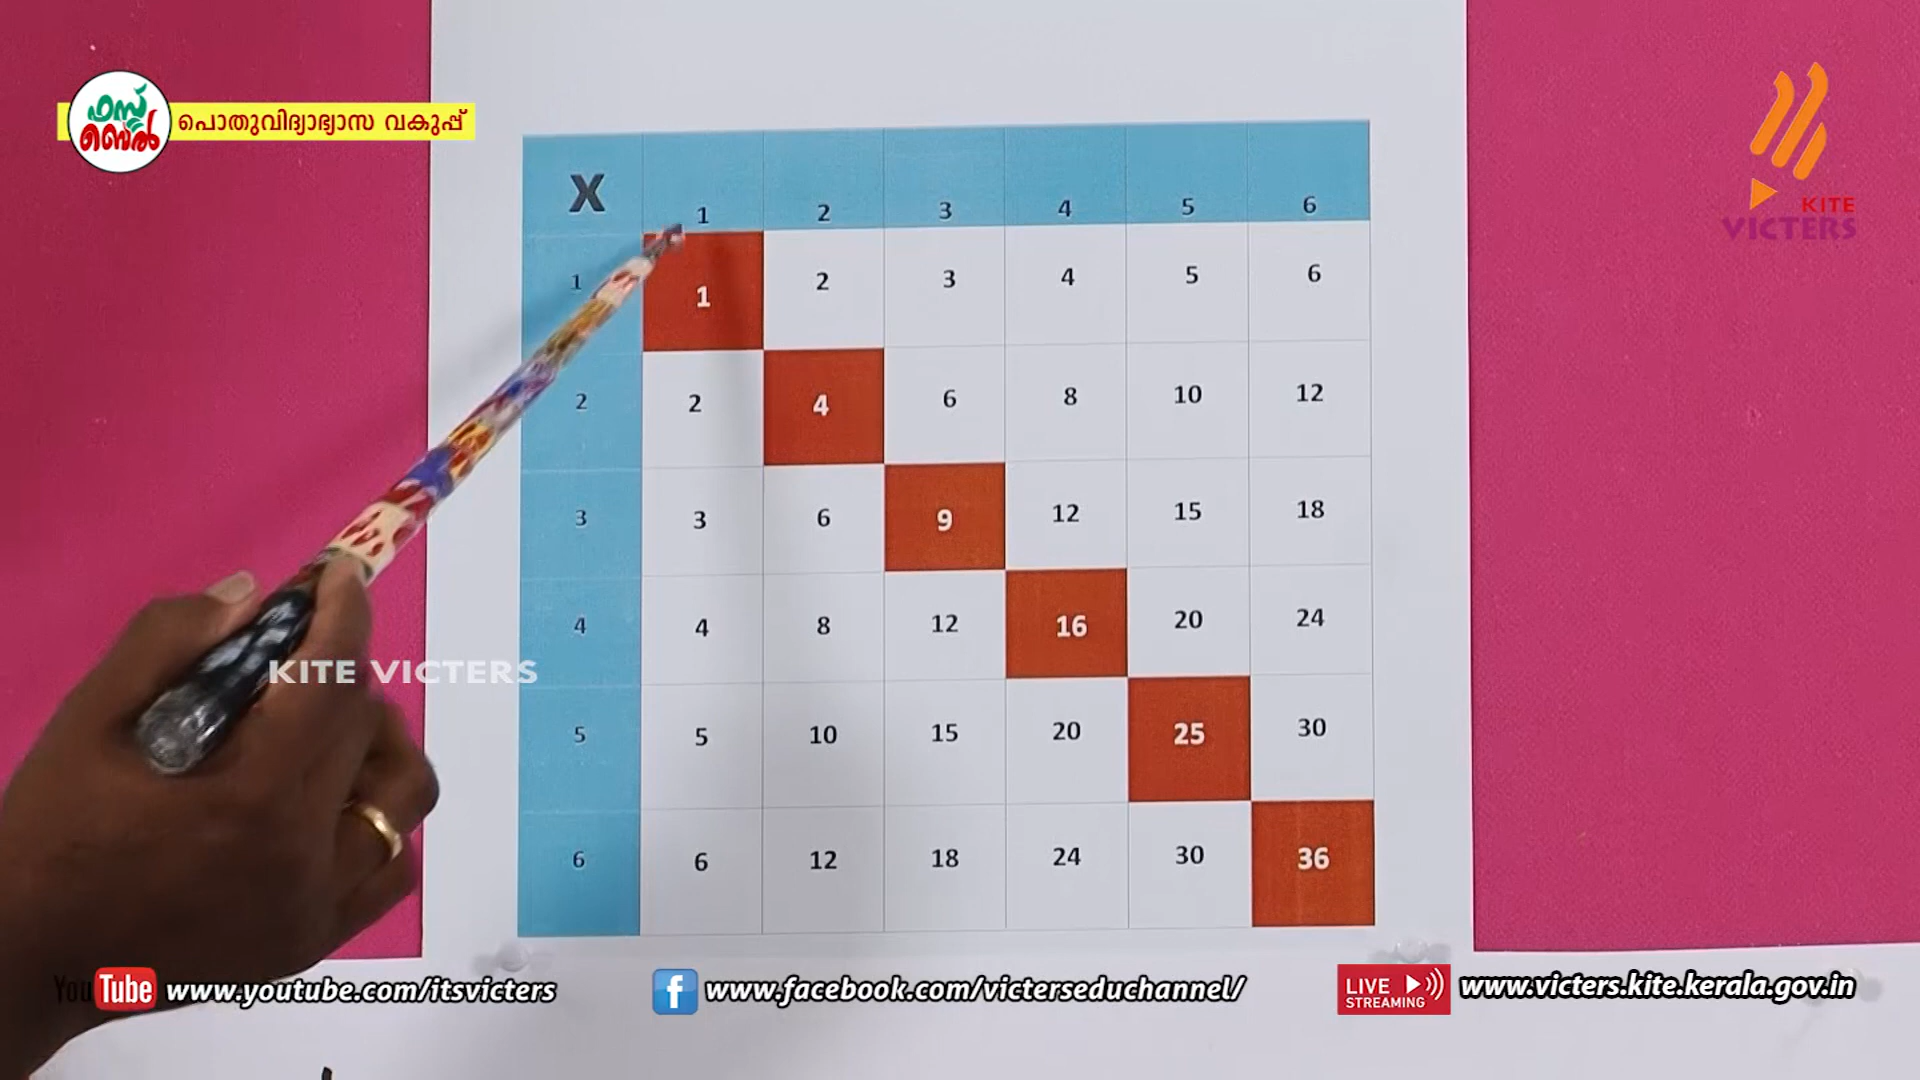 ഫസ്റ്റ്
ബെൽ
പൊതുവിദ്യാഭ്യാസ വകുപ്പ്
KITE
VICTERS
X 1 2 3 4 5 6
1 1 2 3 4 5 6
2 2 4 6 8 10 12
3 3 6 9 12 15 18
4 4 8 12 16 20 24
5 5 10 15 20 25 30
6 6 12 18 24 30 36
KITE VICTERS
You Tube www.youtube.com/itsvicters
f www.facebook.com/victerseduchannel/
LIVE
STREAMING
www.victers.kite.kerala.gov.in